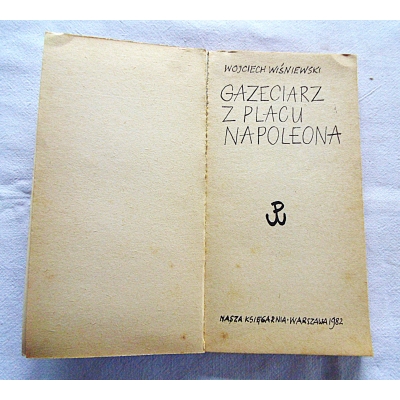 WOJCIECH WIŚNIEWSKI
GAZECIARZ
Z PLACU
NAPOLEONA
NASZA KSIĘGARNIA • WARSZAWA 1982